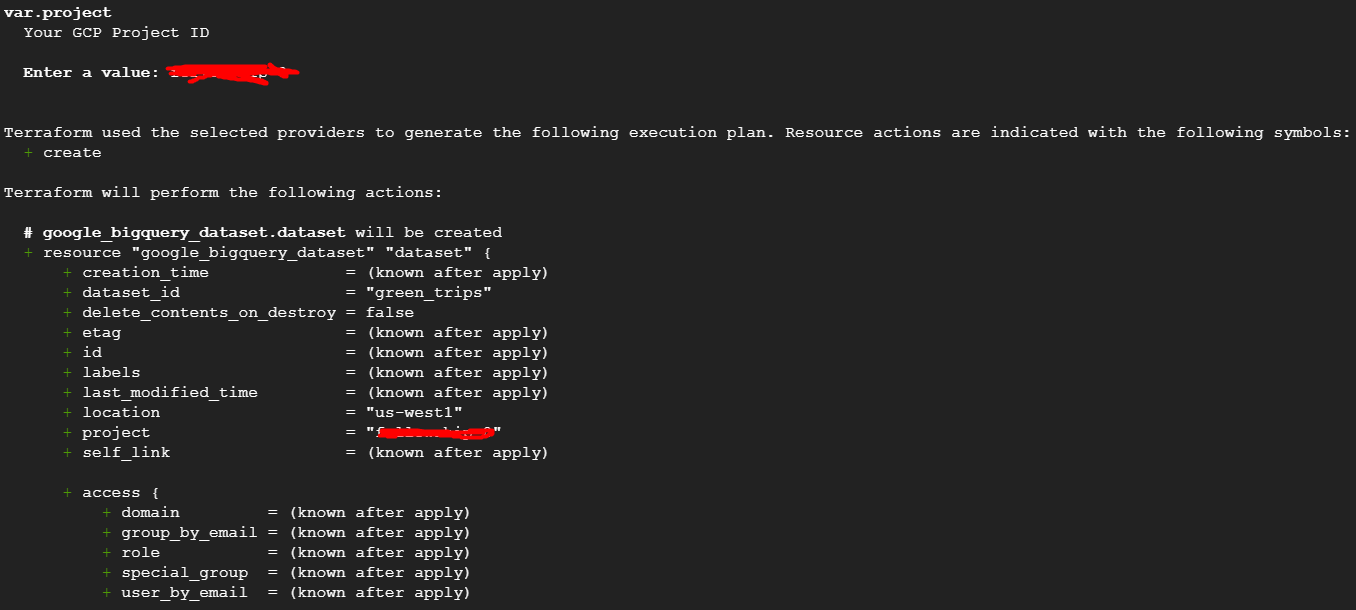 var.project
Your GCP Project ID
Enter a value:
Terraform used the selected providers to generate the following execution plan. Resource actions are indicated with the following symbols:
+ create
Terraform will perform the following actions:
# google_bigquery_dataset.dataset will be created
+ resource "google_bigquery_dataset" "dataset" {
+ creation_time = (known after apply)
+ dataset_id = "green_trips"
+ delete_contents_on_destroy = false
+ etag = (known after apply)
+ id = (known after apply)
+ labels = (known after apply)
+ last_modified_time = (known after apply)
+ location = "us-west1"
+ project = "
+ self_link = (known after apply)
+ access {
+ domain = (known after apply)
+ group_by_email = (known after apply)
+ role = (known after apply)
+ special_group = (known after apply)
+ user_by_email = (known after apply)